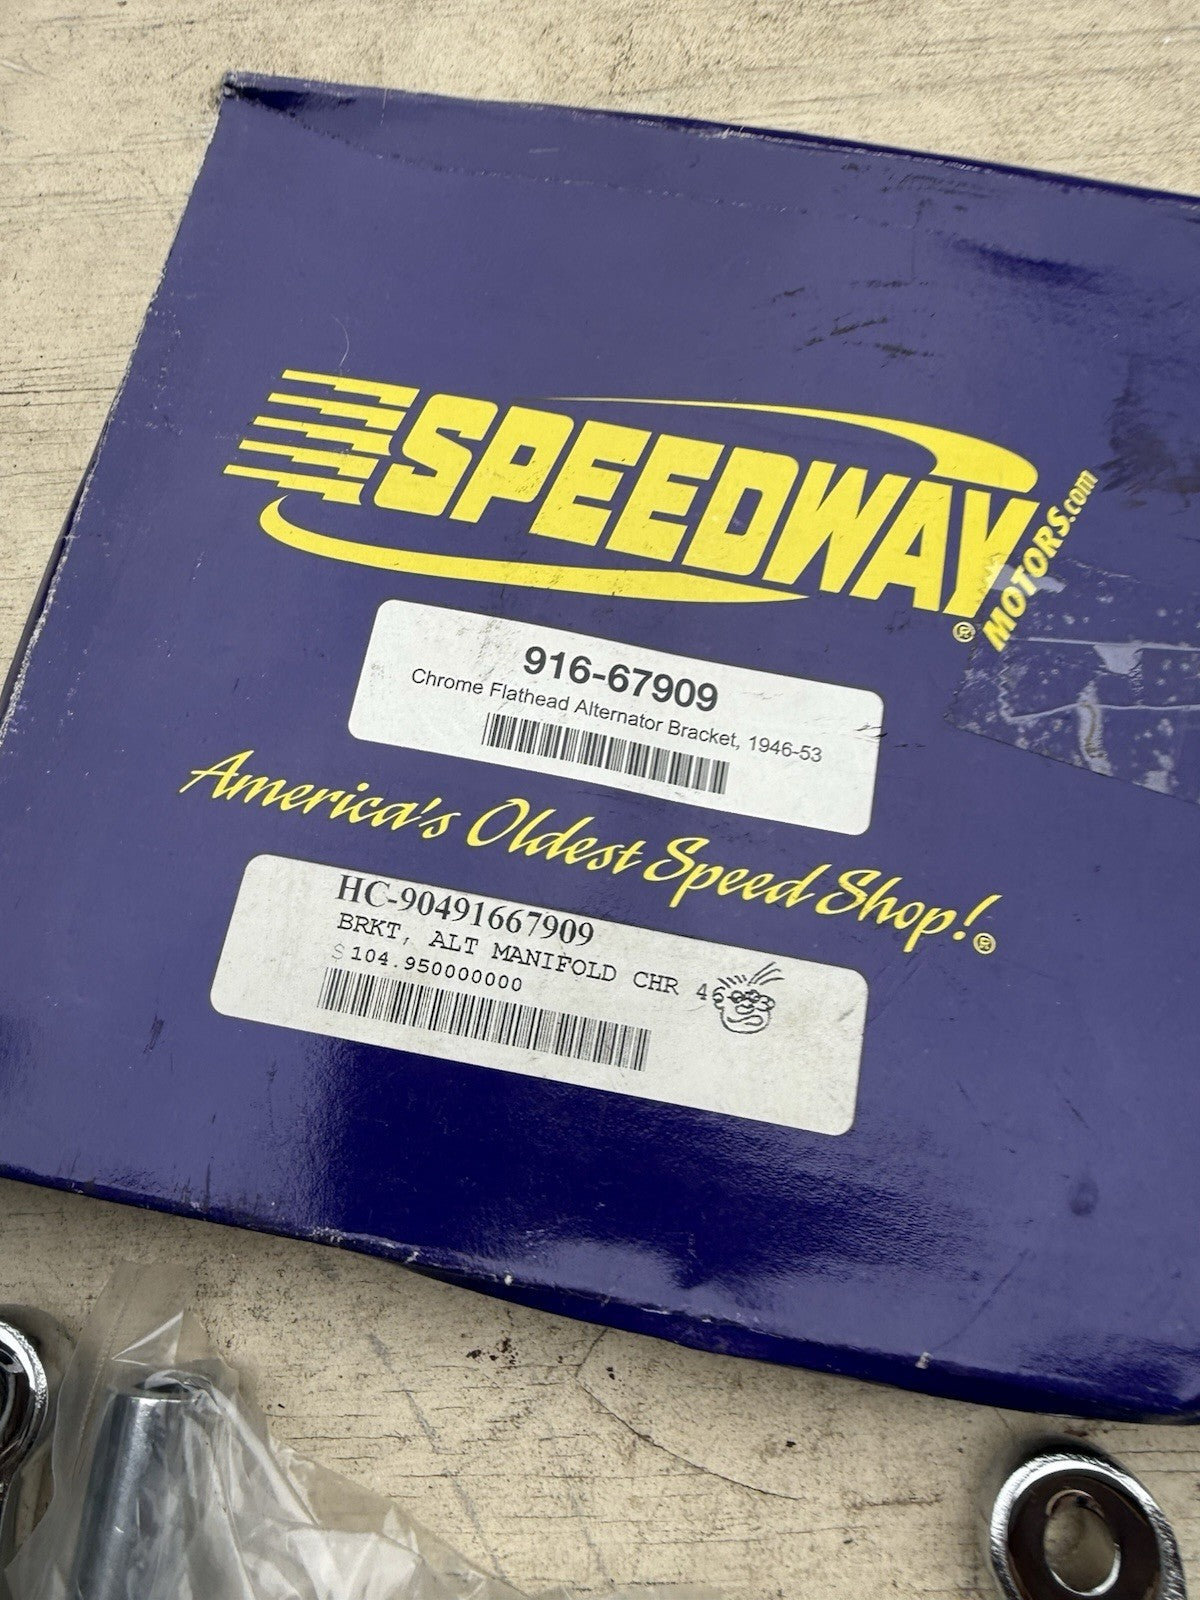 SPEEDWAY
MOTORS.com
®
916-67909
Chrome Flathead Alternator Bracket, 1946-53
America's Oldest Speed Shop!®
HC-90491667909
BRKT, ALT MANIFOLD CHR
$104.950000000